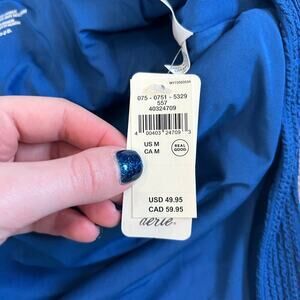 075 - 0751 - 5329
557
40324709
4 00403 24709 3
US M
CA M
REAL
GOOD
USD 49.95
CAD 59.95
aerie